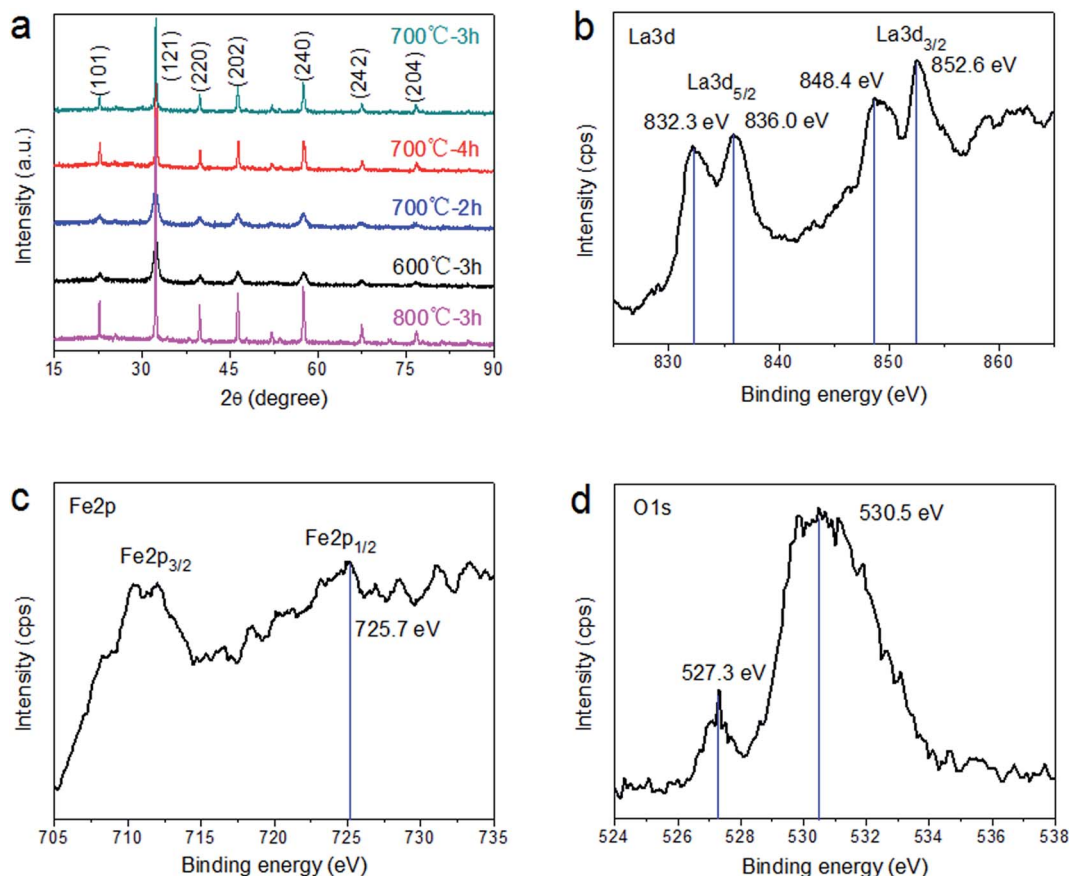 a
700℃-3h
(101)
(121)
(220)
(202)
(240)
(242)
(204)
700℃-4h
700℃-2h
600℃-3h
800℃-3h
Intensity (a.u.)
15 30 45 60 75 90
2θ (degree)
b
La3d
La3d3/2
852.6 eV
848.4 eV
La3d5/2
832.3 eV
836.0 eV
Intensity (cps)
830 840 850 860
Binding energy (eV)
c
Fe2p
Fe2p3/2
Fe2p1/2
725.7 eV
Intensity (cps)
705 710 715 720 725 730 735
Binding energy (eV)
d
O1s
530.5 eV
527.3 eV
Intensity (cps)
524 526 528 530 532 534 536 538
Binding energy (eV)